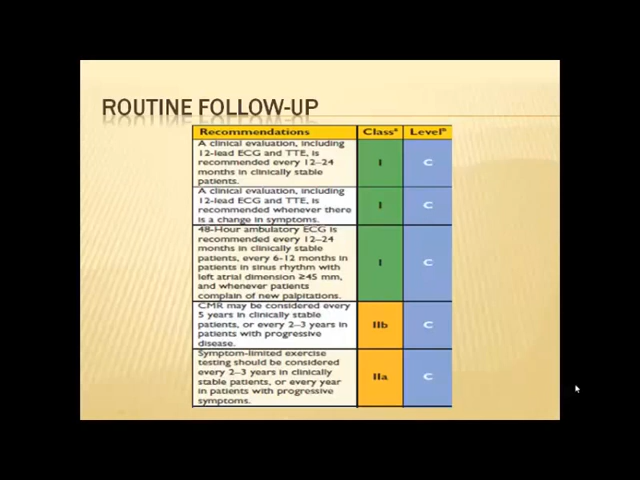 ROUTINE FOLLOW-UP
Recommendations Classᵃ Levelᵇ
A clinical evaluation, including
12-lead ECG and TTE, is
recommended every 12–24
months in clinically stable
patients.
I C
A clinical evaluation, including
12-lead ECG and TTE, is
recommended whenever there
is a change in symptoms.
I C
48-Hour ambulatory ECG is
recommended every 12–24
months in clinically stable
patients, every 6-12 months in
patients in sinus rhythm with
left atrial dimension ≥45 mm,
and whenever patients
complain of new palpitations.
I C
CMR may be considered every
5 years in clinically stable
patients, or every 2–3 years in
patients with progressive
disease.
IIb C
Symptom-limited exercise
testing should be considered
every 2–3 years in clinically
stable patients, or every year
in patients with progressive
symptoms.
IIa C